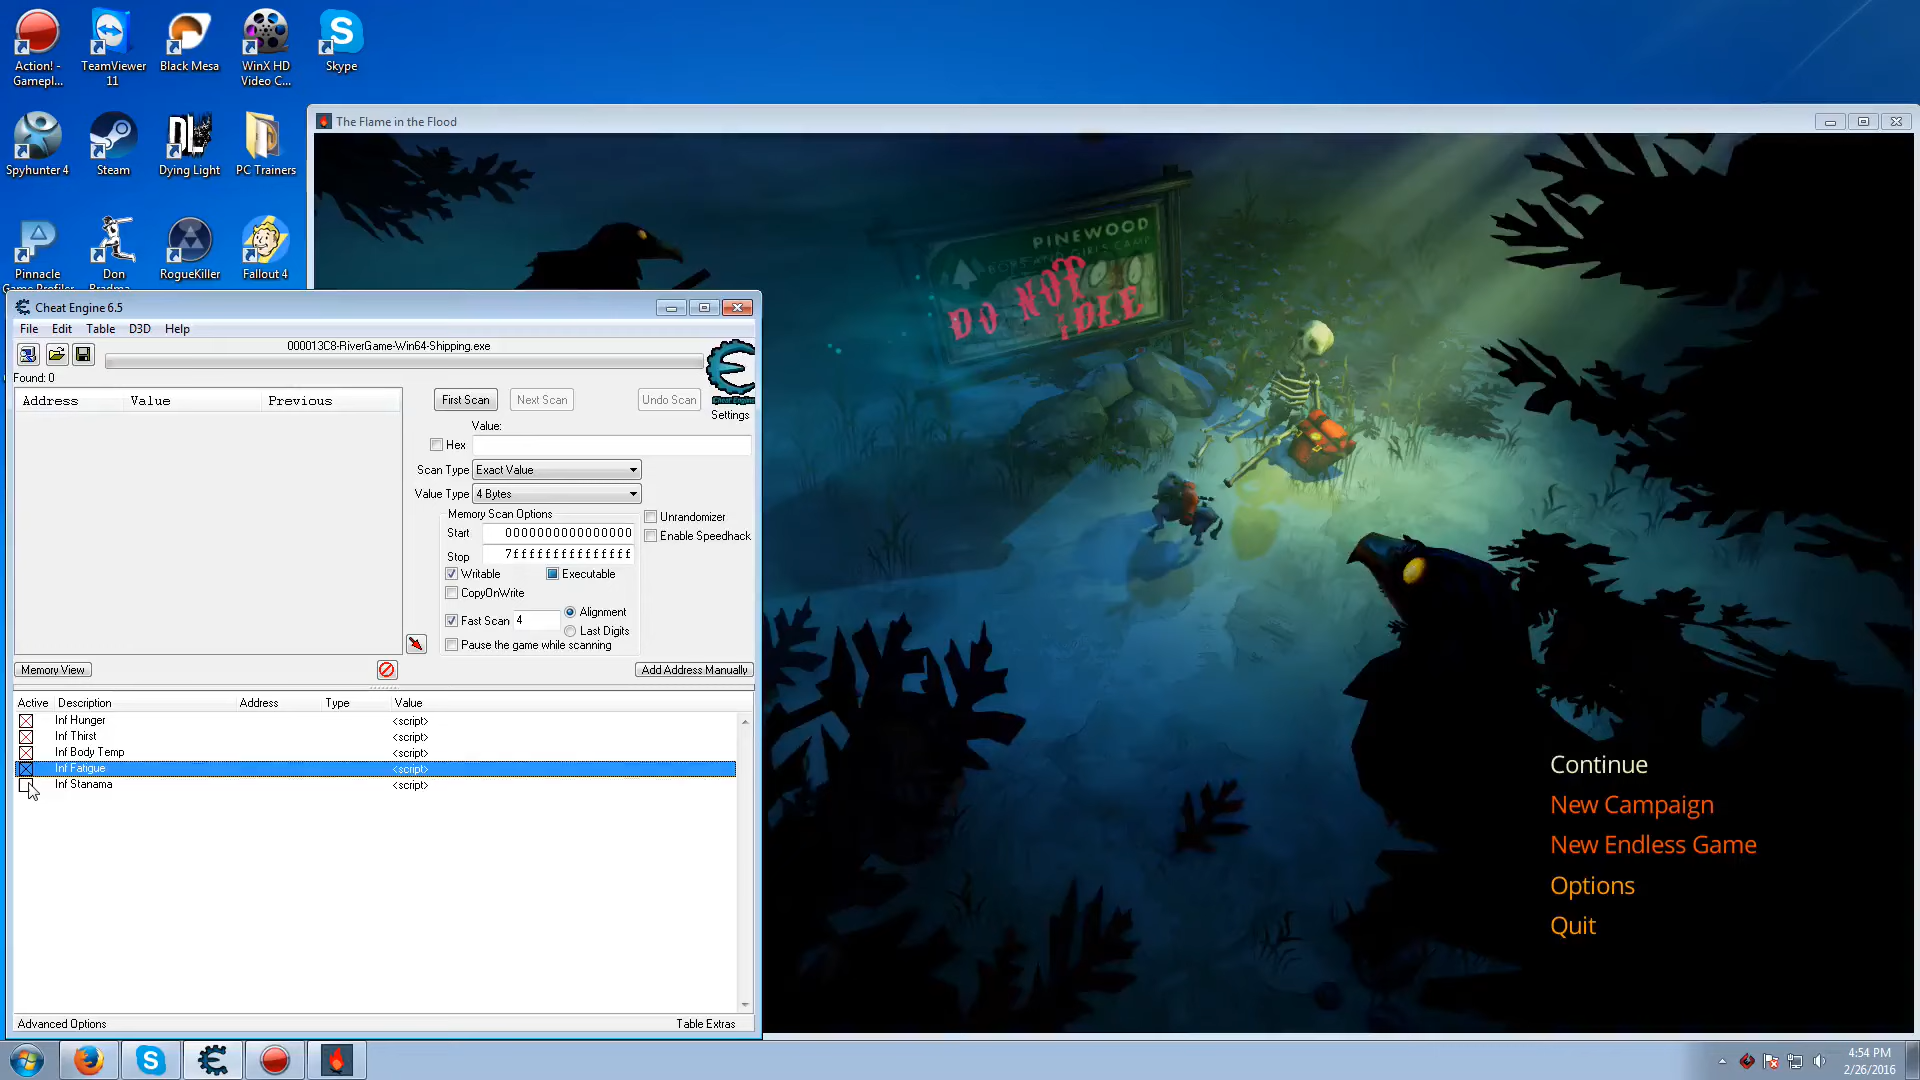 Action! -
Gamepl...
TeamViewer
11
Black Mesa
WinX HD
Video C...
Skype
Spyhunter 4
Steam
Dying Light
PC Trainers
Pinnacle
Game Profiler
Don
Bradma...
RogueKiller
Fallout 4
The Flame in the Flood
PINEWOOD
DO NOT
IDLE
Cheat Engine 6.5
File Edit Table D3D Help
000013C8-RiverGame-Win64-Shipping.exe
Found: 0
Address Value Previous
First Scan Next Scan Undo Scan
Settings
Value:
Hex
Scan Type Exact Value
Value Type 4 Bytes
Memory Scan Options
Start 0000000000000000
Stop 7fffffffffffffff
Unrandomizer
Enable Speedhack
Writable Executable
CopyOnWrite
Fast Scan 4 Alignment
Last Digits
Pause the game while scanning
Memory View Add Address Manually
Active Description Address Type Value
Inf Hunger <script>
Inf Thirst <script>
Inf Body Temp <script>
Inf Fatigue <script>
Inf Stanama <script>
Advanced Options Table Extras
Continue
New Campaign
New Endless Game
Options
Quit
4:54 PM
2/26/2016